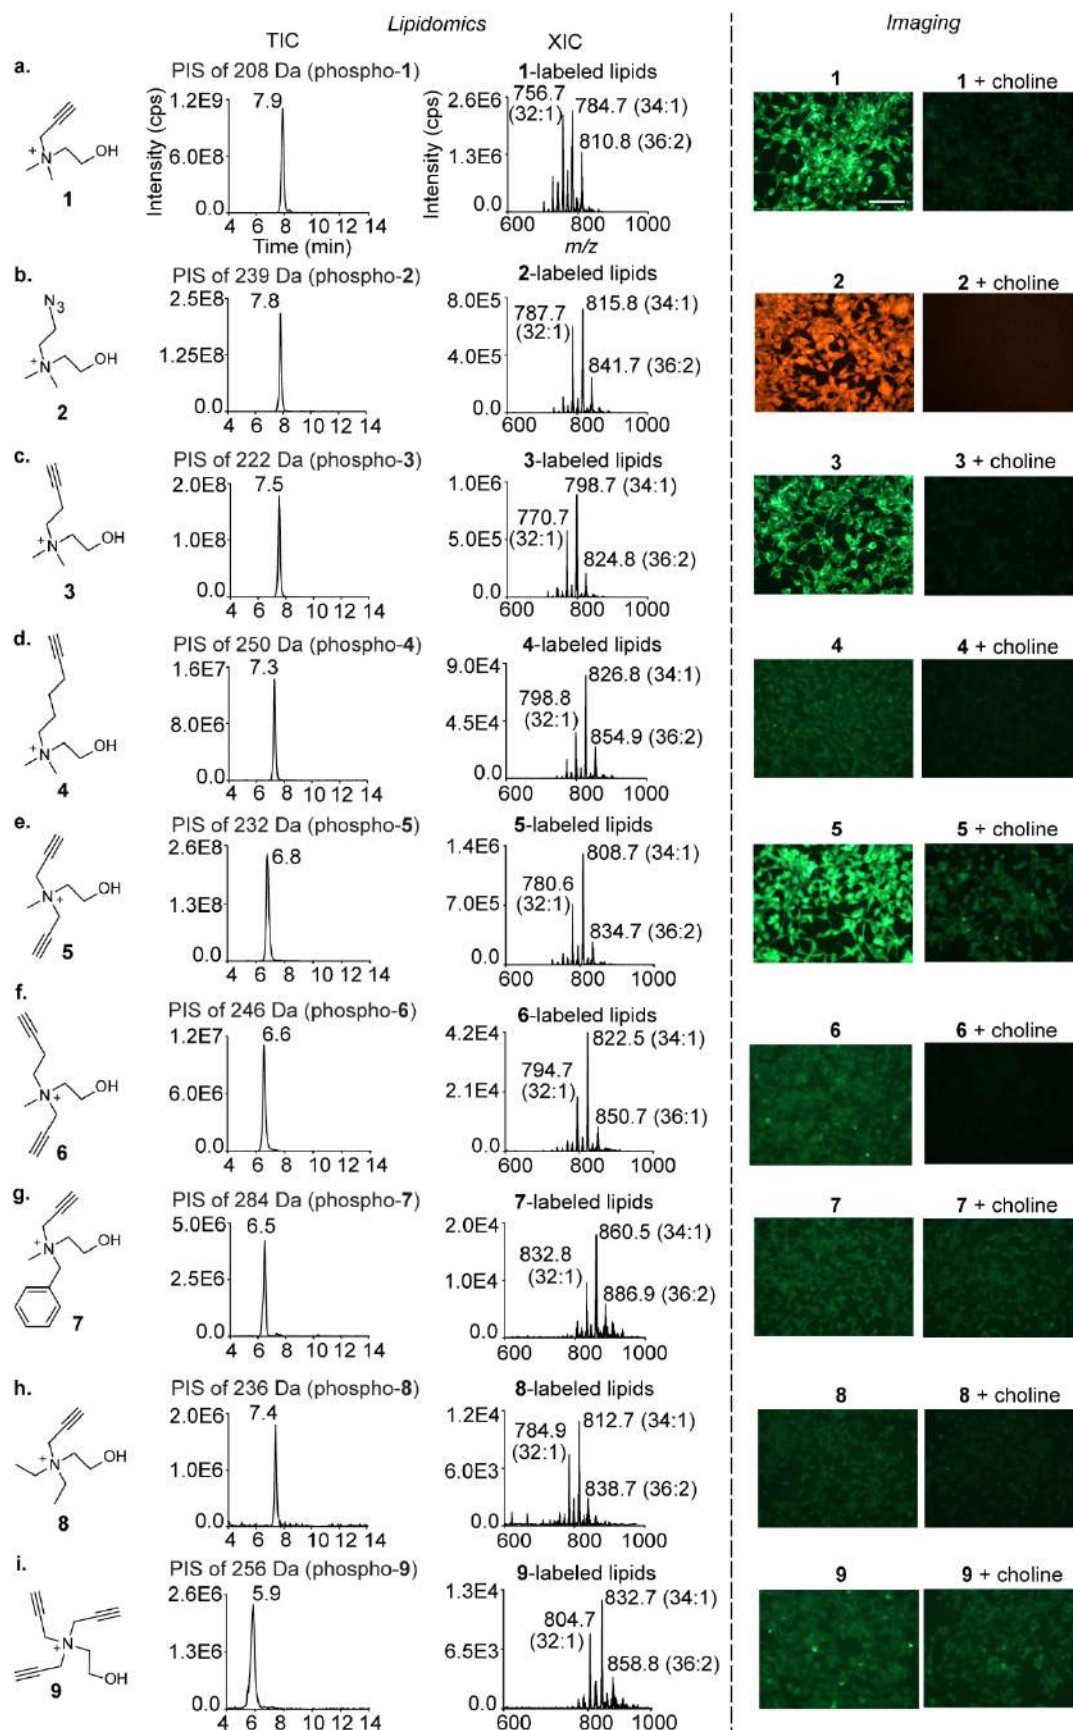 Lipidomics
Imaging
TIC
XIC
a.
PIS of 208 Da (phospho-1)
1-labeled lipids
1
1 + choline
1.2E9
7.9
6.0E8
0.0
Intensity (cps)
4 6 8 10 12 14
Time (min)
2.6E6
756.7
(32:1)
784.7 (34:1)
1.3E6
810.8 (36:2)
0.0
Intensity (cps)
600 800 1000
m/z
N
+
OH
1
b.
PIS of 239 Da (phospho-2)
2-labeled lipids
2
2 + choline
N3
2.5E8
7.8
1.25E8
0.0
4 6 8 10 12 14
8.0E5
787.7
(32:1)
815.8 (34:1)
4.0E5
841.7 (36:2)
0.0
600 800 1000
N
+
OH
2
c.
PIS of 222 Da (phospho-3)
3-labeled lipids
3
3 + choline
2.0E8
7.5
1.0E8
0.0
4 6 8 10 12 14
1.0E6
798.7 (34:1)
770.7
(32:1)
5.0E5
824.8 (36:2)
0.0
600 800 1000
N
+
OH
3
d.
PIS of 250 Da (phospho-4)
4-labeled lipids
4
4 + choline
1.6E7
7.3
8.0E6
0.0
4 6 8 10 12 14
9.0E4
826.8 (34:1)
798.8
(32:1)
4.5E4
854.9 (36:2)
0.0
600 800 1000
N
+
OH
4
e.
PIS of 232 Da (phospho-5)
5-labeled lipids
5
5 + choline
2.6E8
6.8
1.3E8
0.0
4 6 8 10 12 14
1.4E6
808.7 (34:1)
780.6
(32:1)
7.0E5
834.7 (36:2)
0.0
600 800 1000
N
+
OH
5
f.
PIS of 246 Da (phospho-6)
6-labeled lipids
6
6 + choline
1.2E7
6.6
6.0E6
0.0
4 6 8 10 12 14
4.2E4
822.5 (34:1)
794.7
(32:1)
2.1E4
850.7 (36:1)
0.0
600 800 1000
N
+
OH
6
g.
PIS of 284 Da (phospho-7)
7-labeled lipids
7
7 + choline
5.0E6
6.5
2.5E6
0.0
4 6 8 10 12 14
2.0E4
860.5 (34:1)
832.8
(32:1)
1.0E4
886.9 (36:2)
0.0
600 800 1000
N
+
OH
7
h.
PIS of 236 Da (phospho-8)
8-labeled lipids
8
8 + choline
2.0E6
7.4
1.0E6
0.0
4 6 8 10 12 14
1.2E4
784.9
(32:1)
812.7 (34:1)
6.0E3
838.7 (36:2)
0.0
600 800 1000
N
+
OH
8
i.
PIS of 256 Da (phospho-9)
9-labeled lipids
9
9 + choline
2.6E6
5.9
1.3E6
0.0
4 6 8 10 12 14
1.3E4
832.7 (34:1)
804.7
(32:1)
6.5E3
858.8 (36:2)
0.0
600 800 1000
N
+
OH
9